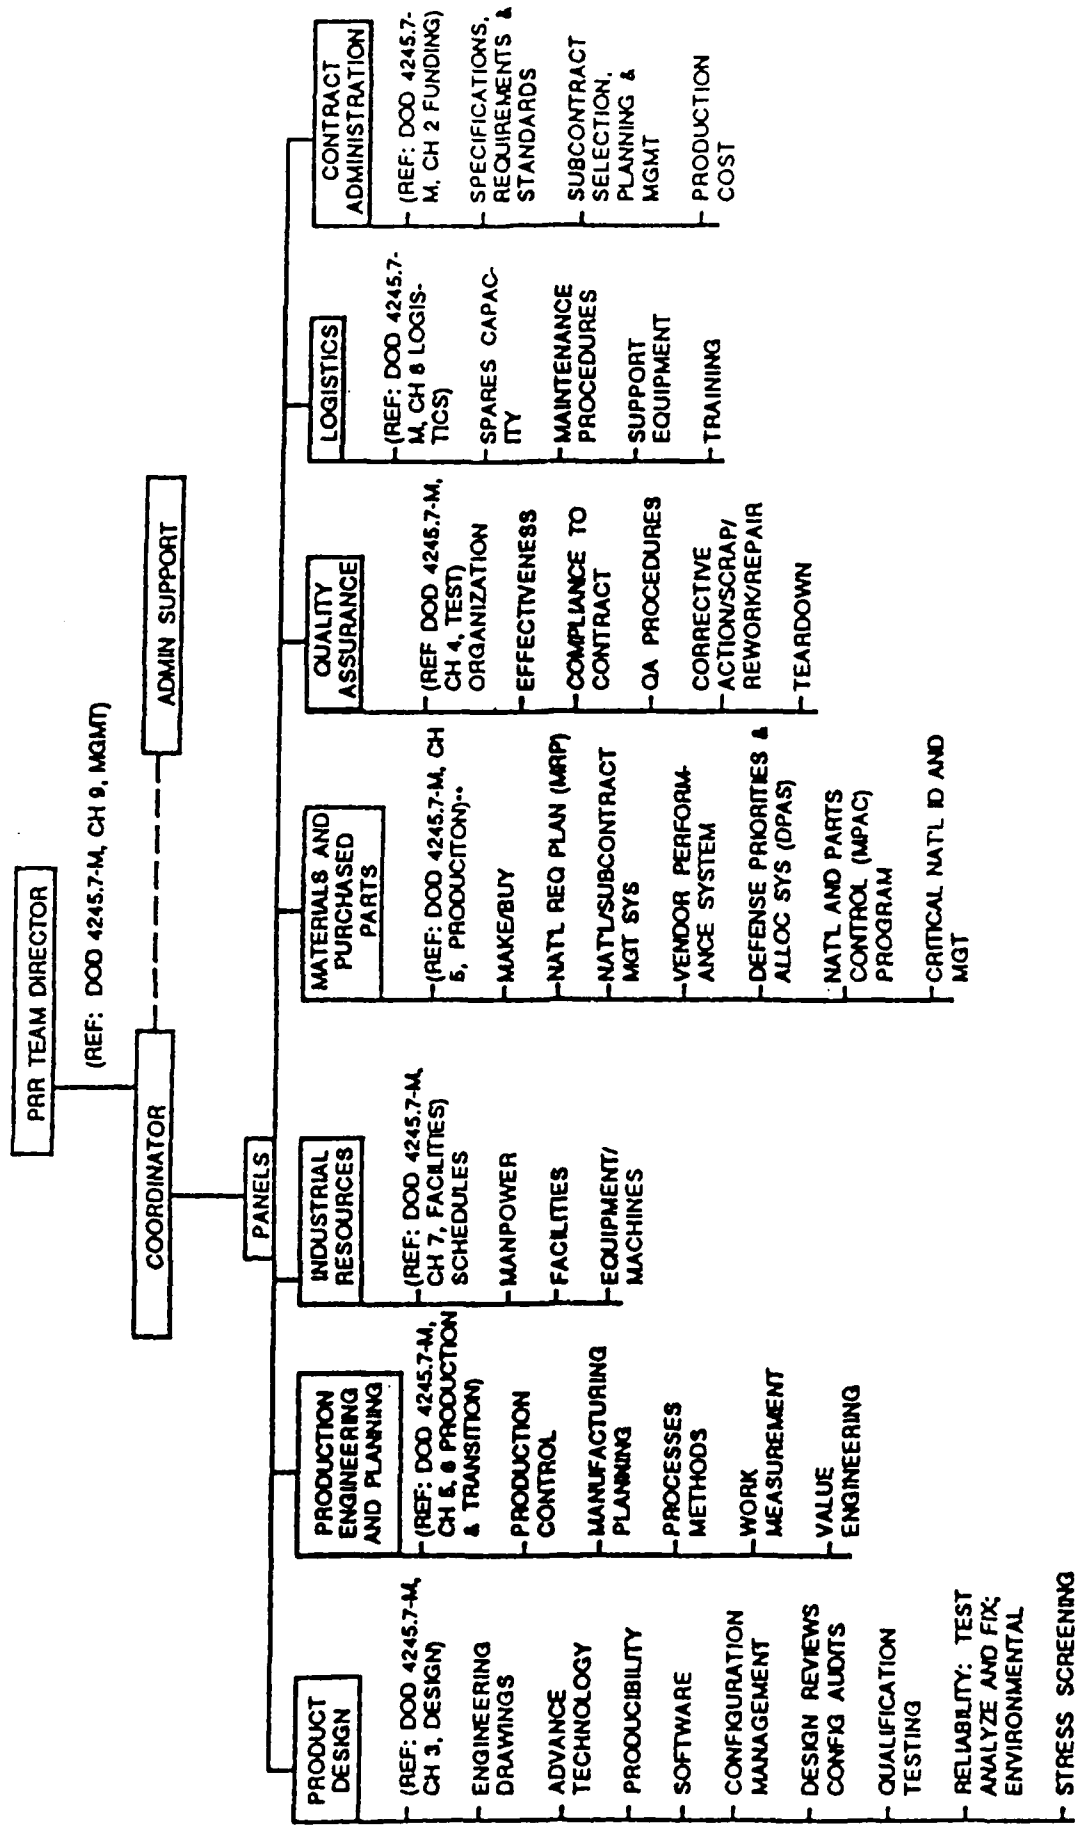 PRR TEAM DIRECTOR
(REF: DOD 4245.7-M, CH 9, MGMT)
COORDINATOR
ADMIN SUPPORT
PANELS
PRODUCT
DESIGN
(REF: DOD 4245.7-M,
CH 3, DESIGN)
ENGINEERING
DRAWINGS
ADVANCE
TECHNOLOGY
PRODUCIBILITY
SOFTWARE
CONFIGURATION
MANAGEMENT
DESIGN REVIEWS
CONFIG AUDITS
QUALIFICATION
TESTING
RELIABILITY: TEST
ANALYZE AND FIX;
ENVIRONMENTAL
STRESS SCREENING
PRODUCTION
ENGINEERING
AND PLANNING
(REF: DOD 4245.7-M,
CH 5, 6 PRODUCTION
& TRANSITION)
PRODUCTION
CONTROL
MANUFACTURING
PLANNING
PROCESSES
METHODS
WORK
MEASUREMENT
VALUE
ENGINEERING
INDUSTRIAL
RESOURCES
(REF: DOD 4245.7-M,
CH 7, FACILITIES)
SCHEDULES
MANPOWER
FACILITIES
EQUIPMENT/
MACHINES
MATERIALS AND
PURCHASED
PARTS
(REF: DOD 4245.7-M, CH
5, PRODUCITON)**
MAKE/BUY
NAT'L REQ PLAN (MRP)
NAT'L/SUBCONTRACT
MGT SYS
VENDOR PERFORM-
ANCE SYSTEM
DEFENSE PRIORITIES &
ALLOC SYS (DPAS)
NAT'L AND PARTS
CONTROL (MPAC)
PROGRAM
CRITICAL NAT'L ID AND
MGT
QUALITY
ASSURANCE
(REF DOD 4245.7-M,
CH 4, TEST)
ORGANIZATION
EFFECTIVENESS
COMPLIANCE TO
CONTRACT
QA PROCEDURES
CORRECTIVE
ACTION/SCRAP/
REWORK/REPAIR
TEARDOWN
LOGISTICS
(REF: DOD 4245.7-
M, CH 8 LOGIS-
TICS)
SPARES CAPAC-
ITY
MAINTENANCE
PROCEDURES
SUPPORT
EQUIPMENT
TRAINING
CONTRACT
ADMINISTRATION
(REF: DOD 4245.7-
M, CH 2 FUNDING)
SPECIFICATIONS,
REQUIREMENTS &
STANDARDS
SUBCONTRACT
SELECTION,
PLANNING &
MGMT
PRODUCTION
COST